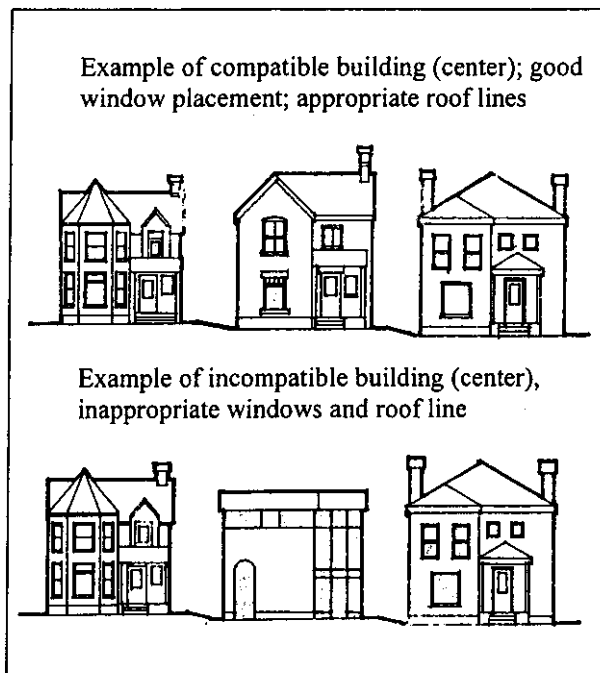 Example of compatible building (center); good
window placement; appropriate roof lines
Example of incompatible building (center),
inappropriate windows and roof line